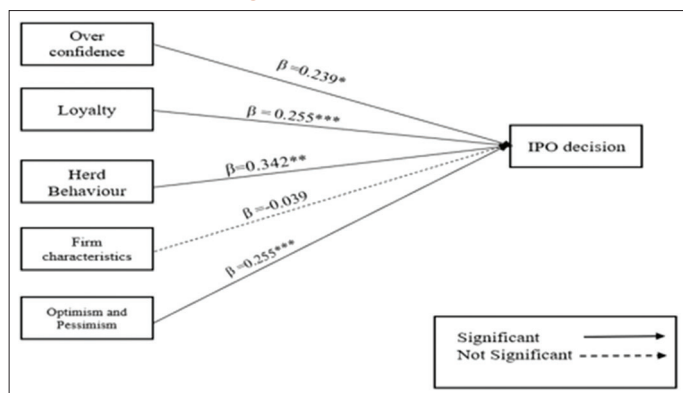 Over
confidence
β=0.239*
Loyalty
β = 0.255***
IPO decision
Herd
Behaviour
β=0.342**
β =-0.039
Firm
characteristics
β =0.255***
Optimism and
Pessimism
Significant
Not Significant